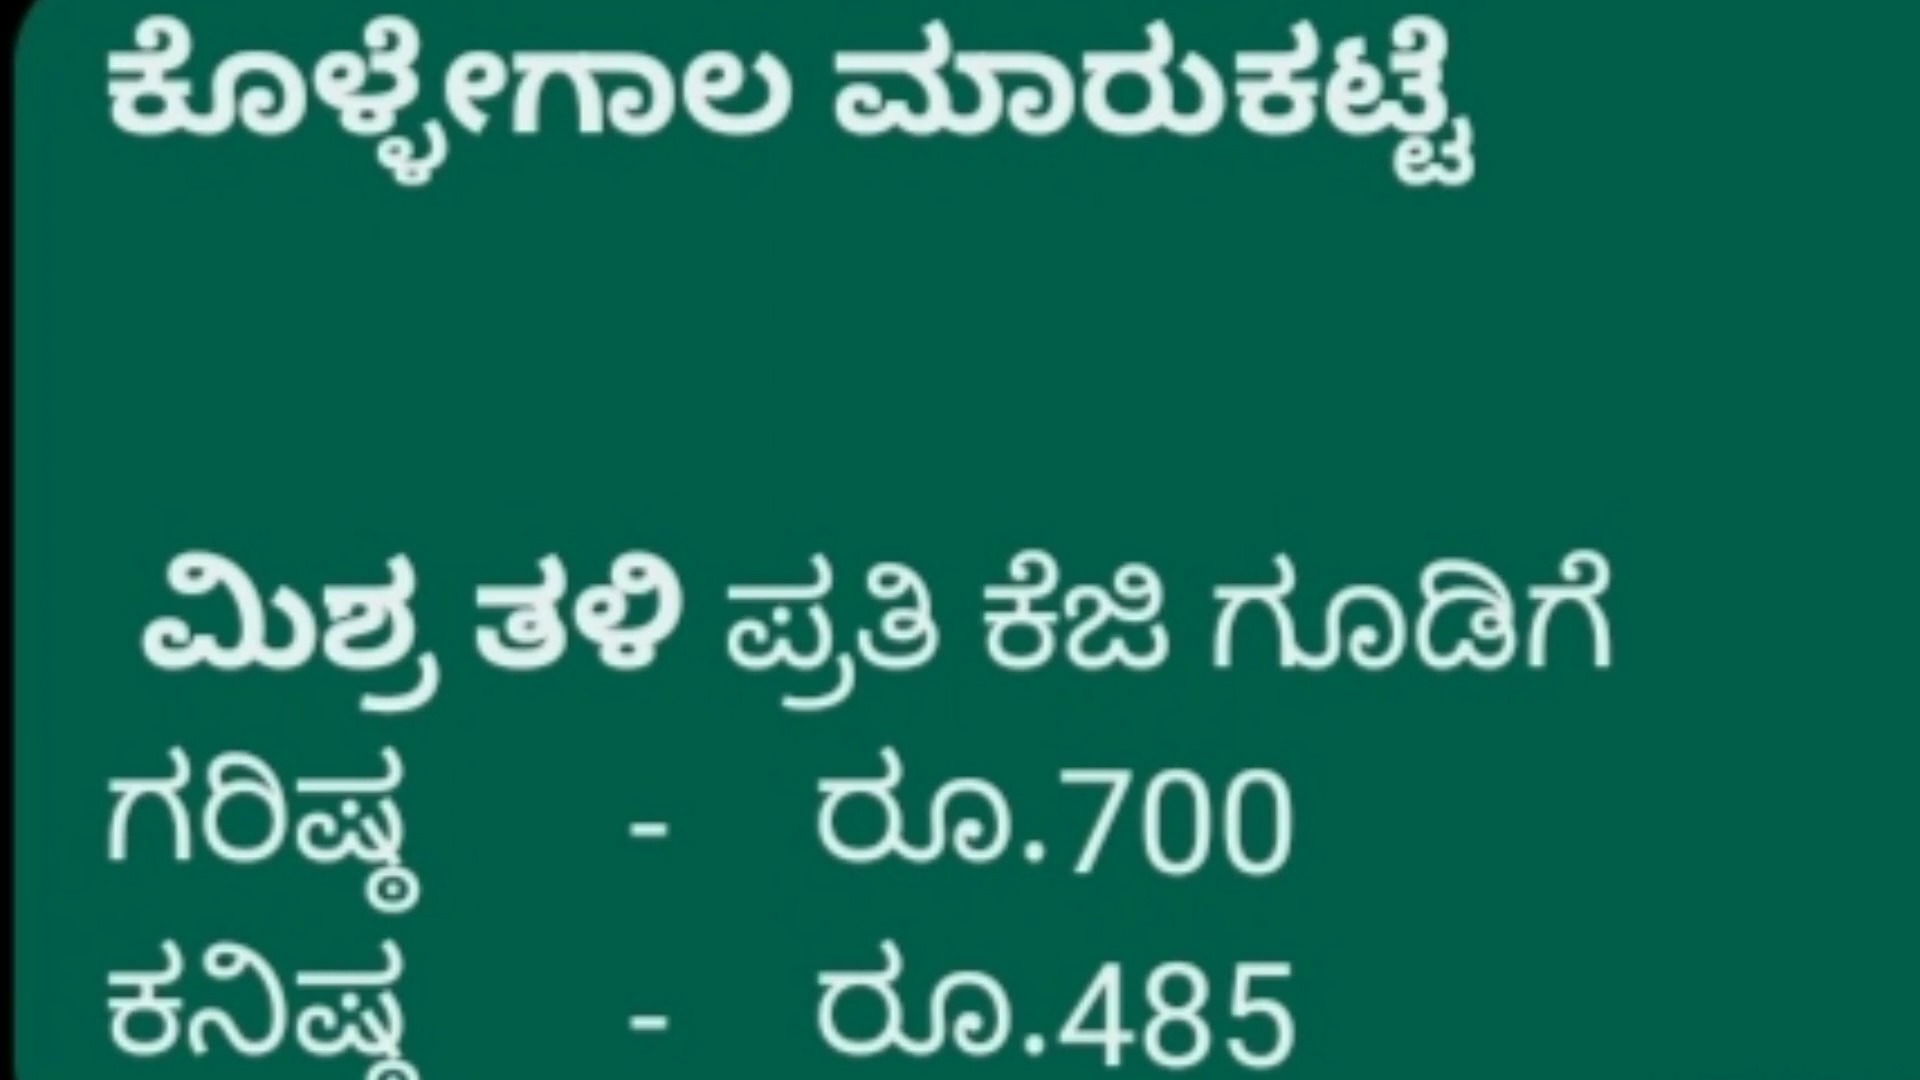 ಕೊಳ್ಳೇಗಾಲ ಮಾರುಕಟ್ಟೆ
ಮಿಶ್ರ ತಳಿ ಪ್ರತಿ ಕೆಜಿ ಗೂಡಿಗೆ
ಗರಿಷ್ಠ - ರೂ.700
ಕನಿಷ್ಠ - ರೂ.485